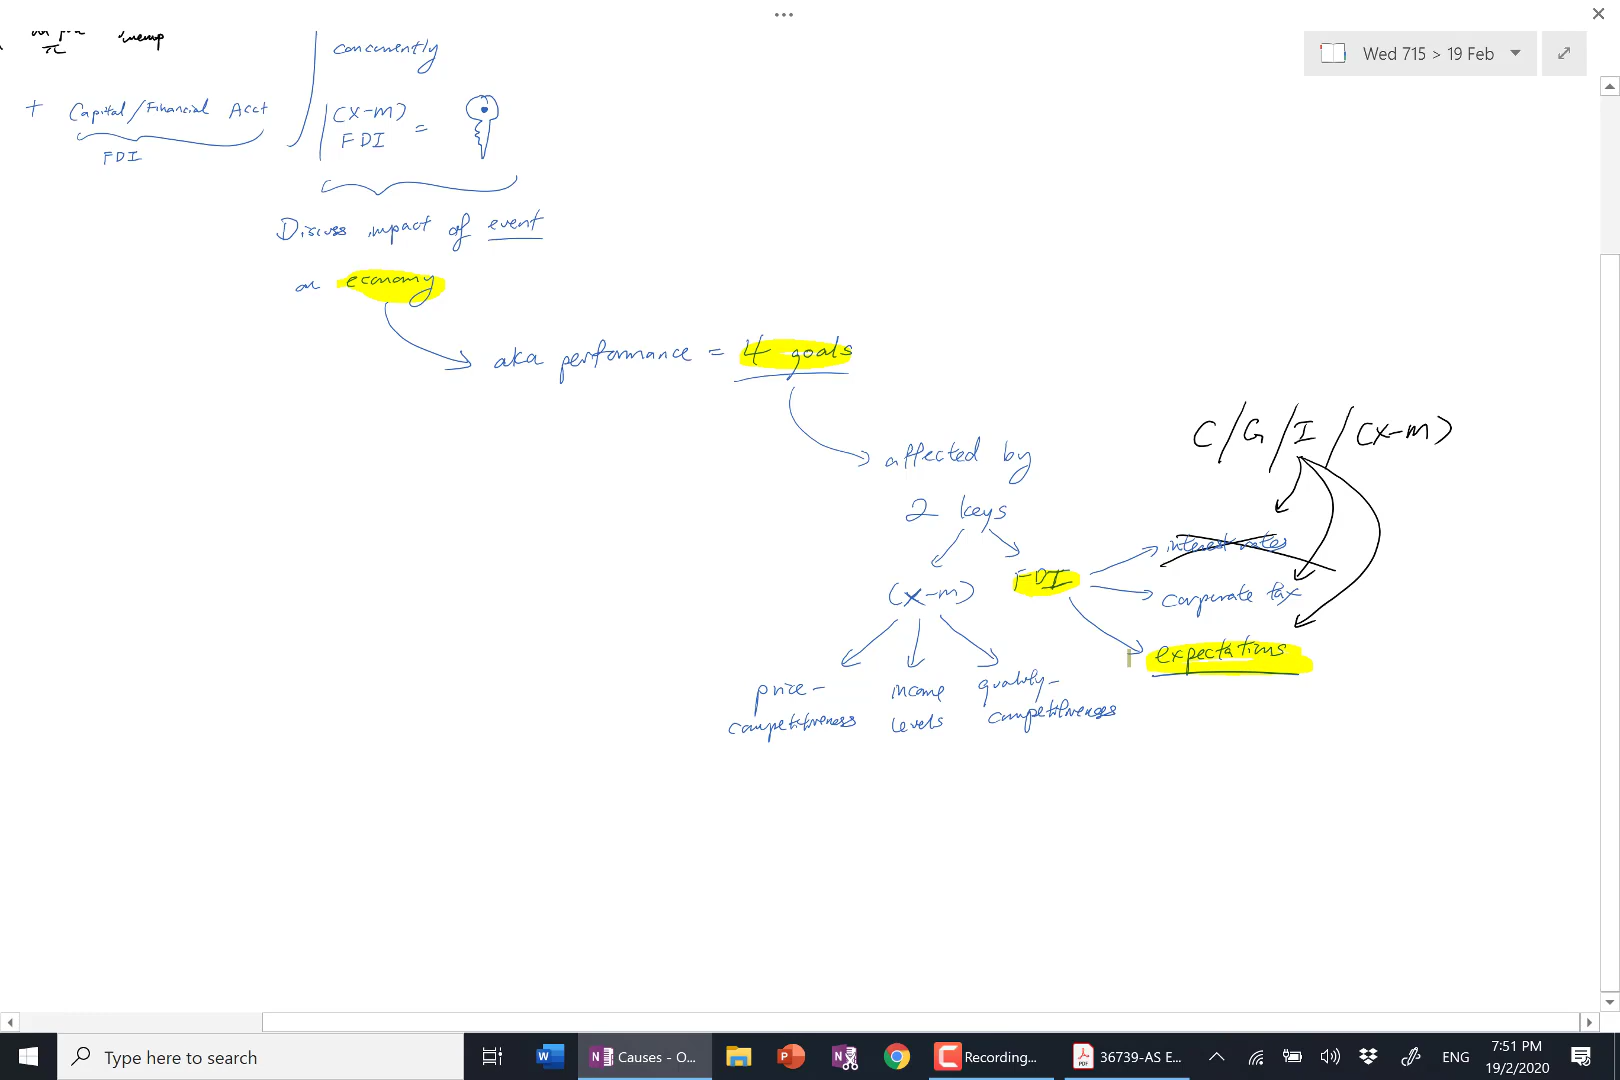 Wed 715 > 19 Feb
π unemp
concurrently
+ Capital/Financial Acct
FDI
(X-M)
FDI =
Discuss impact of event
on economy
aka performance = 4 goals
C/G/I/(X-M)
affected by
2 keys
(X-M)
FDI
interest rates
corporate tax
expectations
price-
competitiveness
income
levels
quality-
competitiveness
Type here to search
Causes - O...
Recording...
36739-AS E...
ENG
7:51 PM
19/2/2020